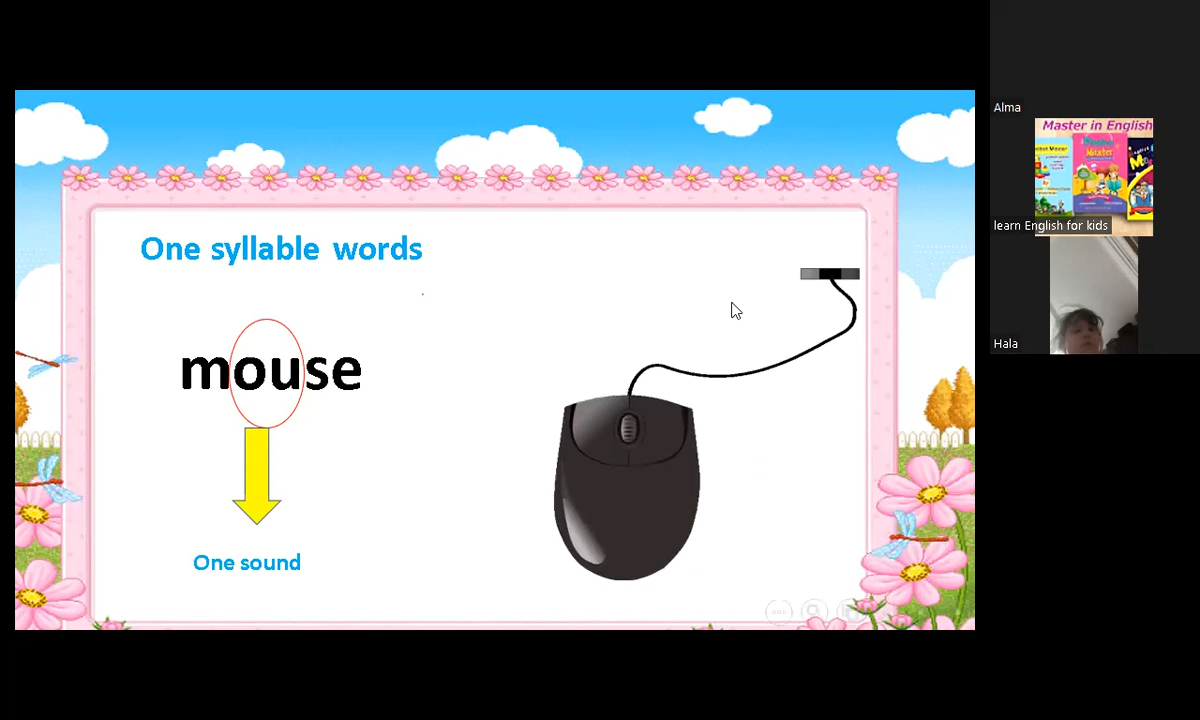 One syllable words
mouse
One sound
Alma
Master in English
learn English for kids
Hala